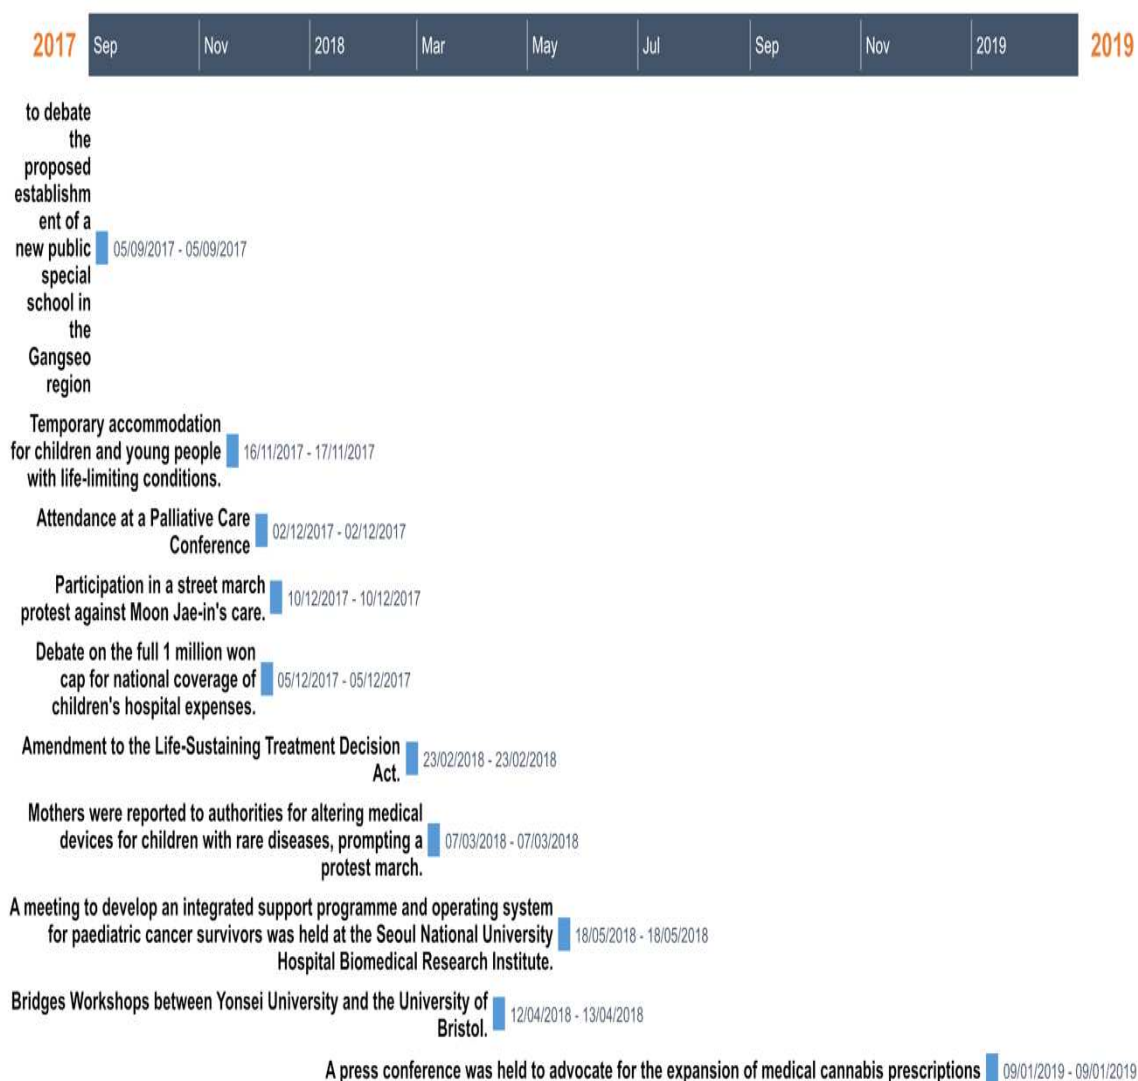 2017 Sep Nov 2018 Mar May Jul Sep Nov 2019 2019
to debate
the
proposed
establishm
ent of a
new public
special
school in
the
Gangseo
region
05/09/2017 - 05/09/2017
Temporary accommodation
for children and young people
with life-limiting conditions.
16/11/2017 - 17/11/2017
Attendance at a Palliative Care
Conference
02/12/2017 - 02/12/2017
Participation in a street march
protest against Moon Jae-in's care.
10/12/2017 - 10/12/2017
Debate on the full 1 million won
cap for national coverage of
children's hospital expenses.
05/12/2017 - 05/12/2017
Amendment to the Life-Sustaining Treatment Decision
Act.
23/02/2018 - 23/02/2018
Mothers were reported to authorities for altering medical
devices for children with rare diseases, prompting a
protest march.
07/03/2018 - 07/03/2018
A meeting to develop an integrated support programme and operating system
for paediatric cancer survivors was held at the Seoul National University
Hospital Biomedical Research Institute.
18/05/2018 - 18/05/2018
Bridges Workshops between Yonsei University and the University of
Bristol.
12/04/2018 - 13/04/2018
A press conference was held to advocate for the expansion of medical cannabis prescriptions
09/01/2019 - 09/01/2019